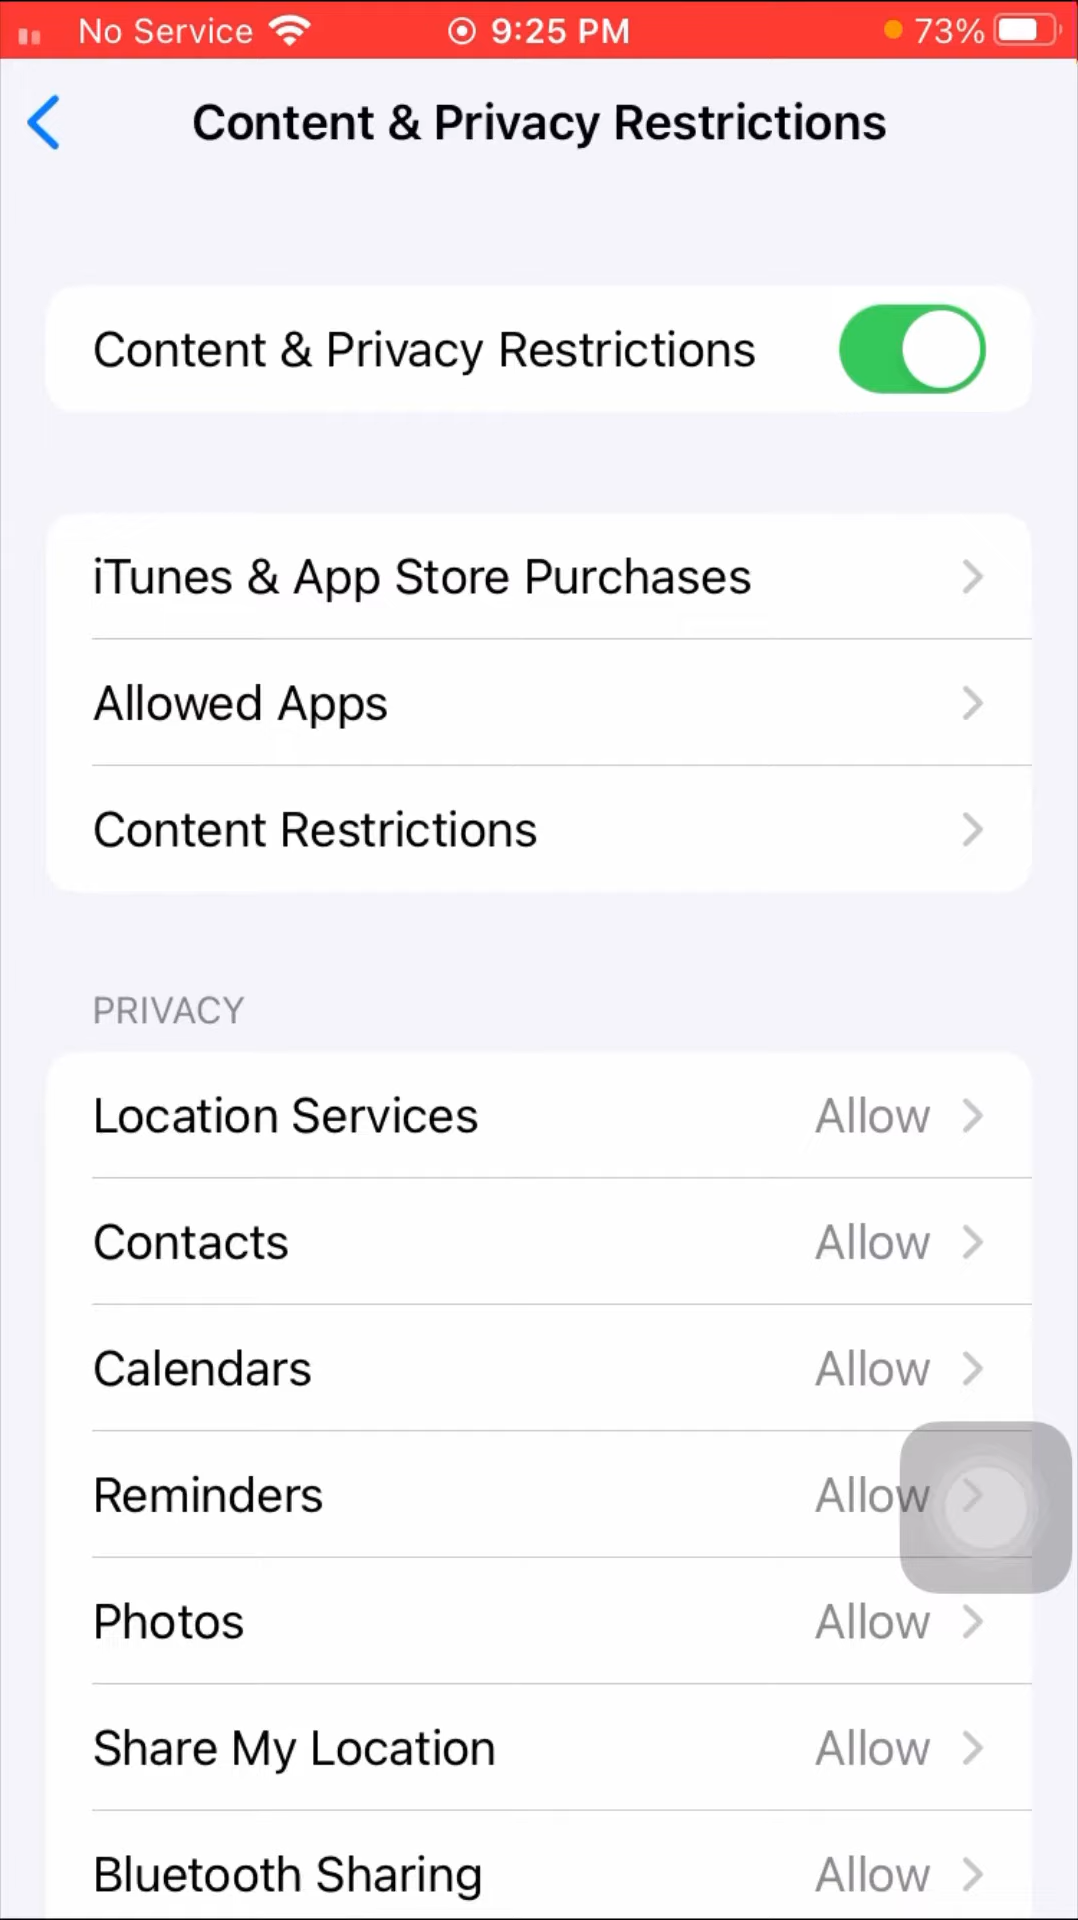 No Service 9:25 PM 73%
Content & Privacy Restrictions
Content & Privacy Restrictions
iTunes & App Store Purchases
Allowed Apps
Content Restrictions
PRIVACY
Location Services Allow
Contacts Allow
Calendars Allow
Reminders Allow
Photos Allow
Share My Location Allow
Bluetooth Sharing Allow